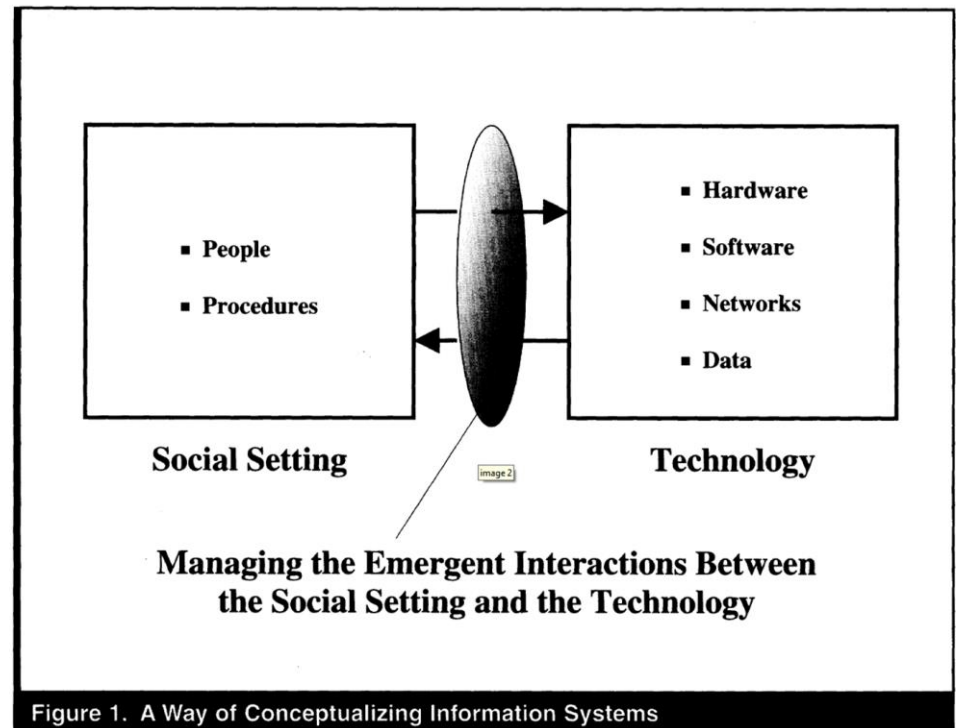 ▪ People
▪ Procedures
▪ Hardware
▪ Software
▪ Networks
▪ Data
Social Setting
Technology
image 2
Managing the Emergent Interactions Between
the Social Setting and the Technology
Figure 1. A Way of Conceptualizing Information Systems